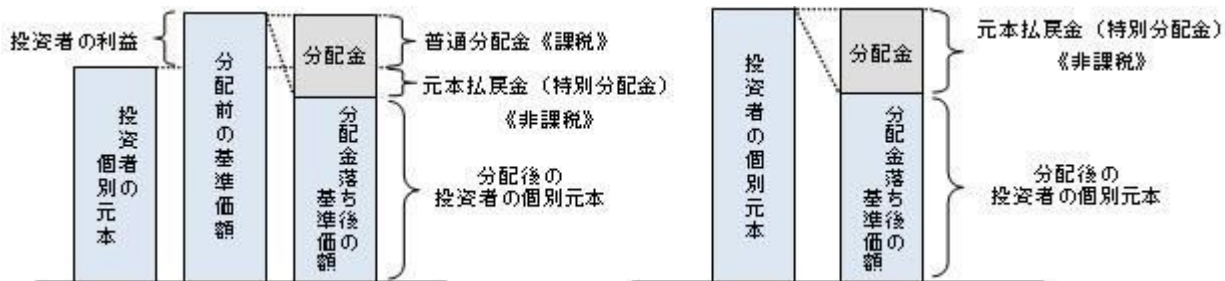 投資者の利益
投資者の
個別元本
分配前の基準価額
分配金
分配金落ち後の
基準価額
普通分配金《課税》
元本払戻金（特別分配金）
《非課税》
分配後の
投資者の個別元本
投資者の個別元本
分配金
分配金落ち後の
基準価額
元本払戻金（特別分配金）
《非課税》
分配後の
投資者の個別元本